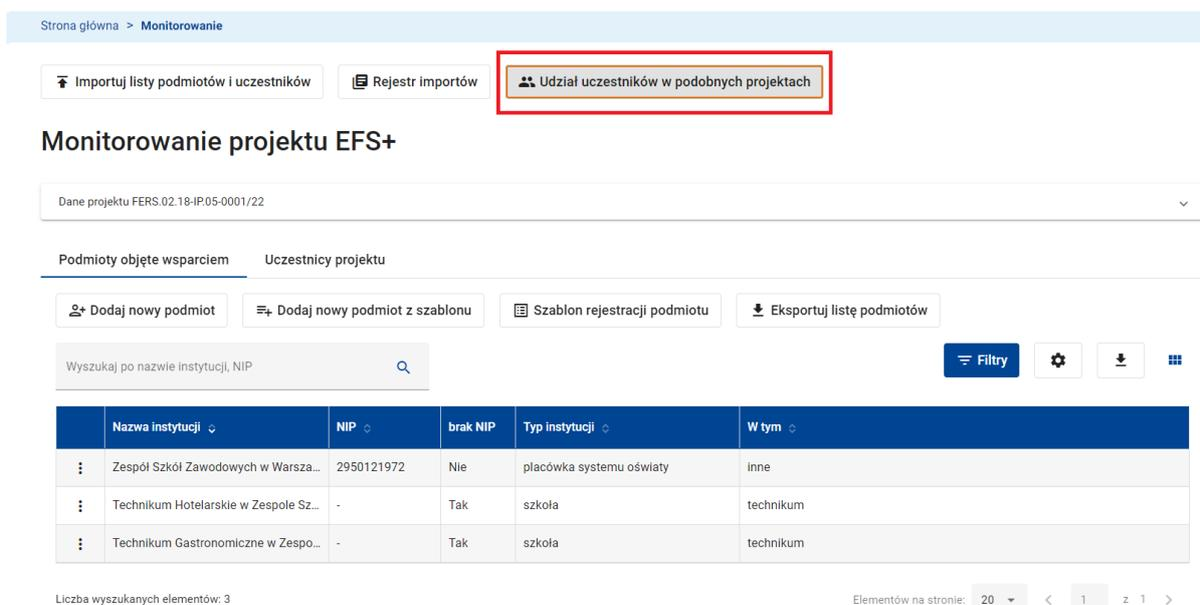 Strona główna > Monitorowanie
Importuj listy podmiotów i uczestników Rejestr importów Udział uczestników w podobnych projektach
Monitorowanie projektu EFS+
Dane projektu FERS.02.18-IP.05-0001/22
Podmioty objęte wsparciem Uczestnicy projektu
Dodaj nowy podmiot Dodaj nowy podmiot z szablonu Szablon rejestracji podmiotu Eksportuj listę podmiotów
Wyszukaj po nazwie instytucji, NIP Filtry
Nazwa instytucji NIP brak NIP Typ instytucji W tym
Zespół Szkół Zawodowych w Warsza... 2950121972 Nie placówka systemu oświaty inne
Technikum Hotelarskie w Zespole Sz... - Tak szkoła technikum
Technikum Gastronomiczne w Zespo... - Tak szkoła technikum
Liczba wyszukanych elementów: 3 Elementów na stronie: 20 < 1 z 1 >